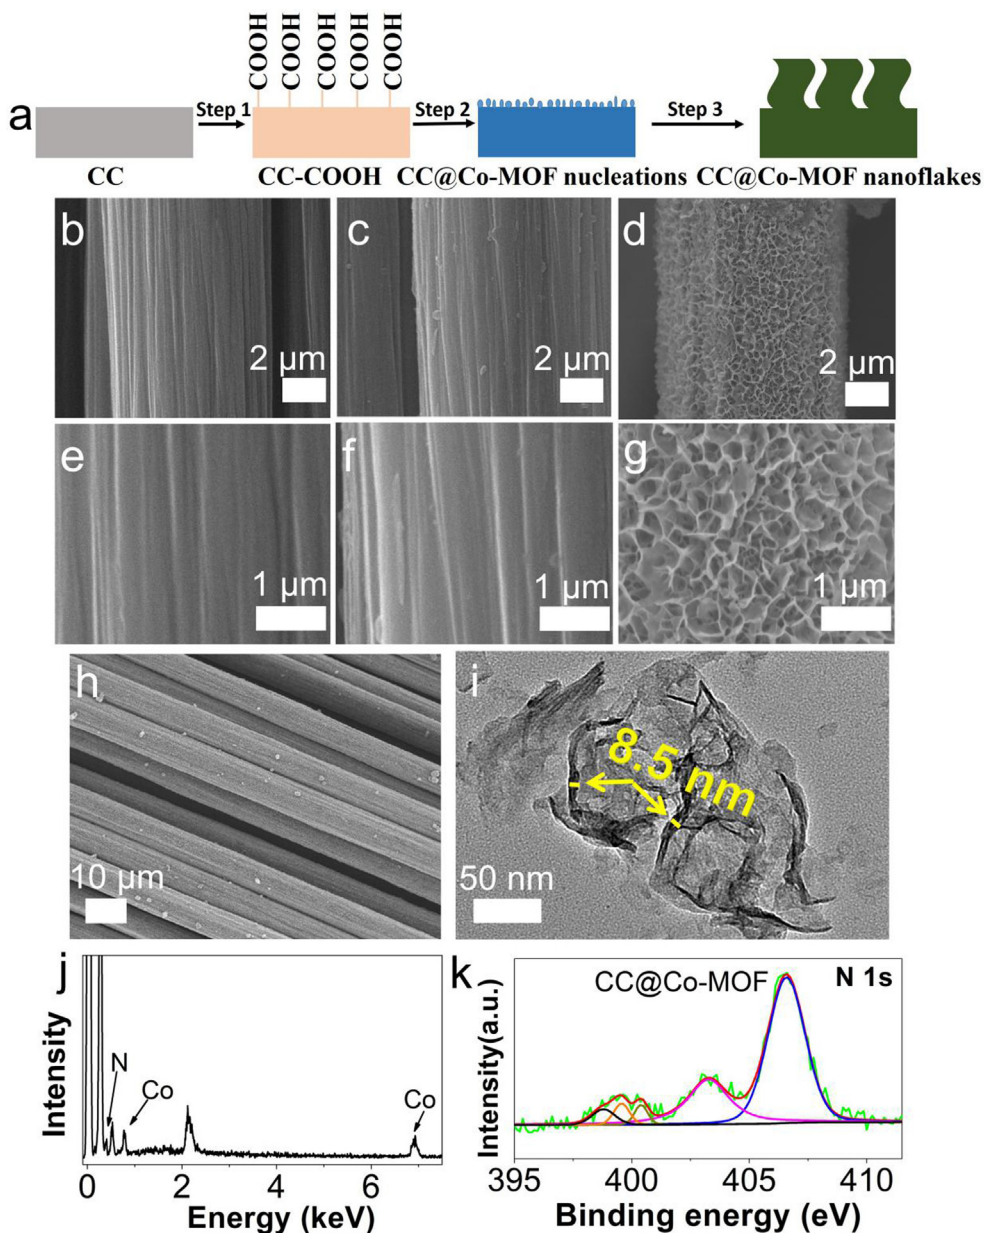 COOH COOH COOH COOH COOH
a
Step 1 Step 2 Step 3
CC CC-COOH CC@Co-MOF nucleations CC@Co-MOF nanoflakes
b c d
2 µm 2 µm 2 µm
e f g
1 µm 1 µm 1 µm
h i
8.5 nm
10 µm 50 nm
j
N
Co
Co
Intensity
0 2 4 6
Energy (keV)
k
CC@Co-MOF N 1s
Intensity(a.u.)
395 400 405 410
Binding energy (eV)